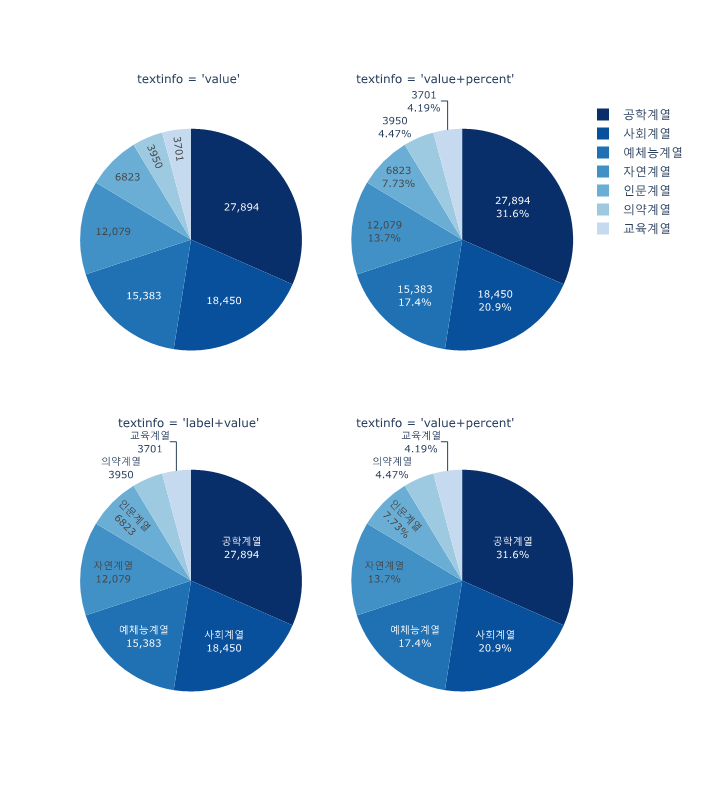 textinfo = 'value'
3701
3950
6823
12,079
15,383
18,450
27,894
textinfo = 'value+percent'
3701
4.19%
3950
4.47%
6823
7.73%
12,079
13.7%
15,383
17.4%
18,450
20.9%
27,894
31.6%
공학계열
사회계열
예체능계열
자연계열
인문계열
의약계열
교육계열
textinfo = 'label+value'
교육계열
3701
의약계열
3950
인문계열
6823
자연계열
12,079
예체능계열
15,383
사회계열
18,450
공학계열
27,894
textinfo = 'value+percent'
교육계열
4.19%
의약계열
4.47%
인문계열
7.73%
자연계열
13.7%
예체능계열
17.4%
사회계열
20.9%
공학계열
31.6%